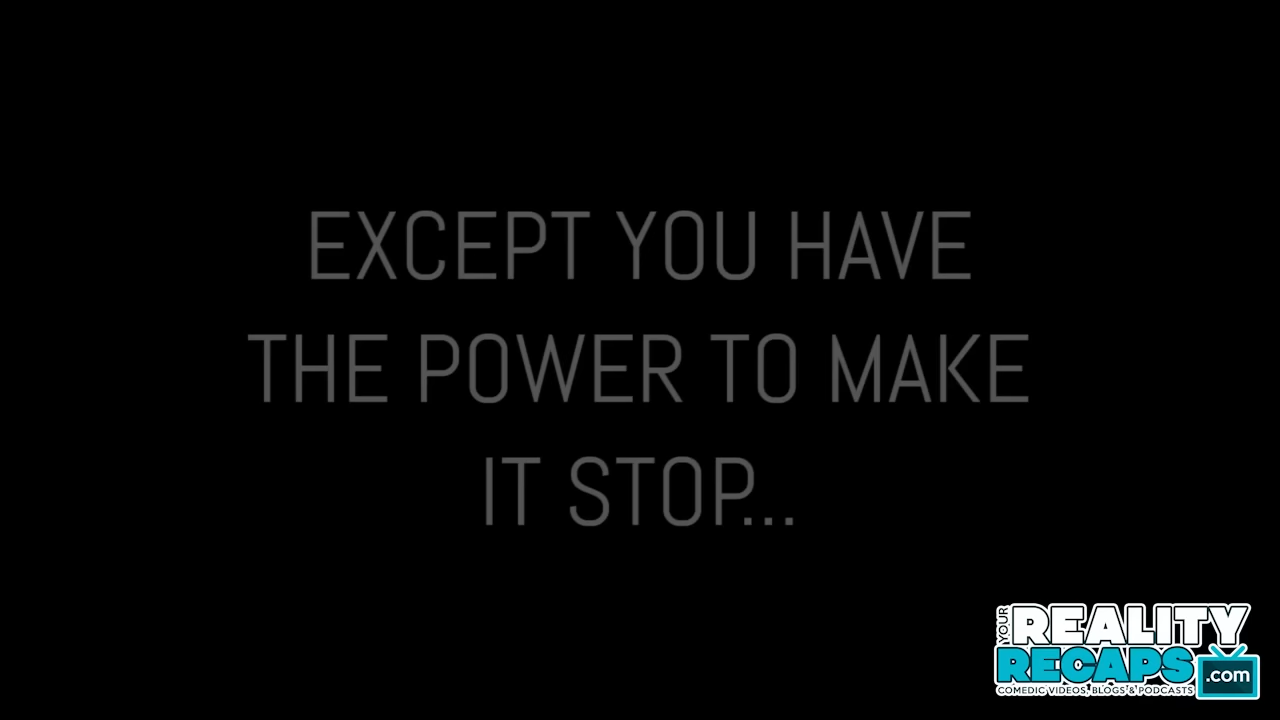 EXCEPT YOU HAVE
THE POWER TO MAKE
IT STOP...
YOUR
REALITY
RECAPS
.com
COMEDIC VIDEOS, BLOGS & PODCASTS